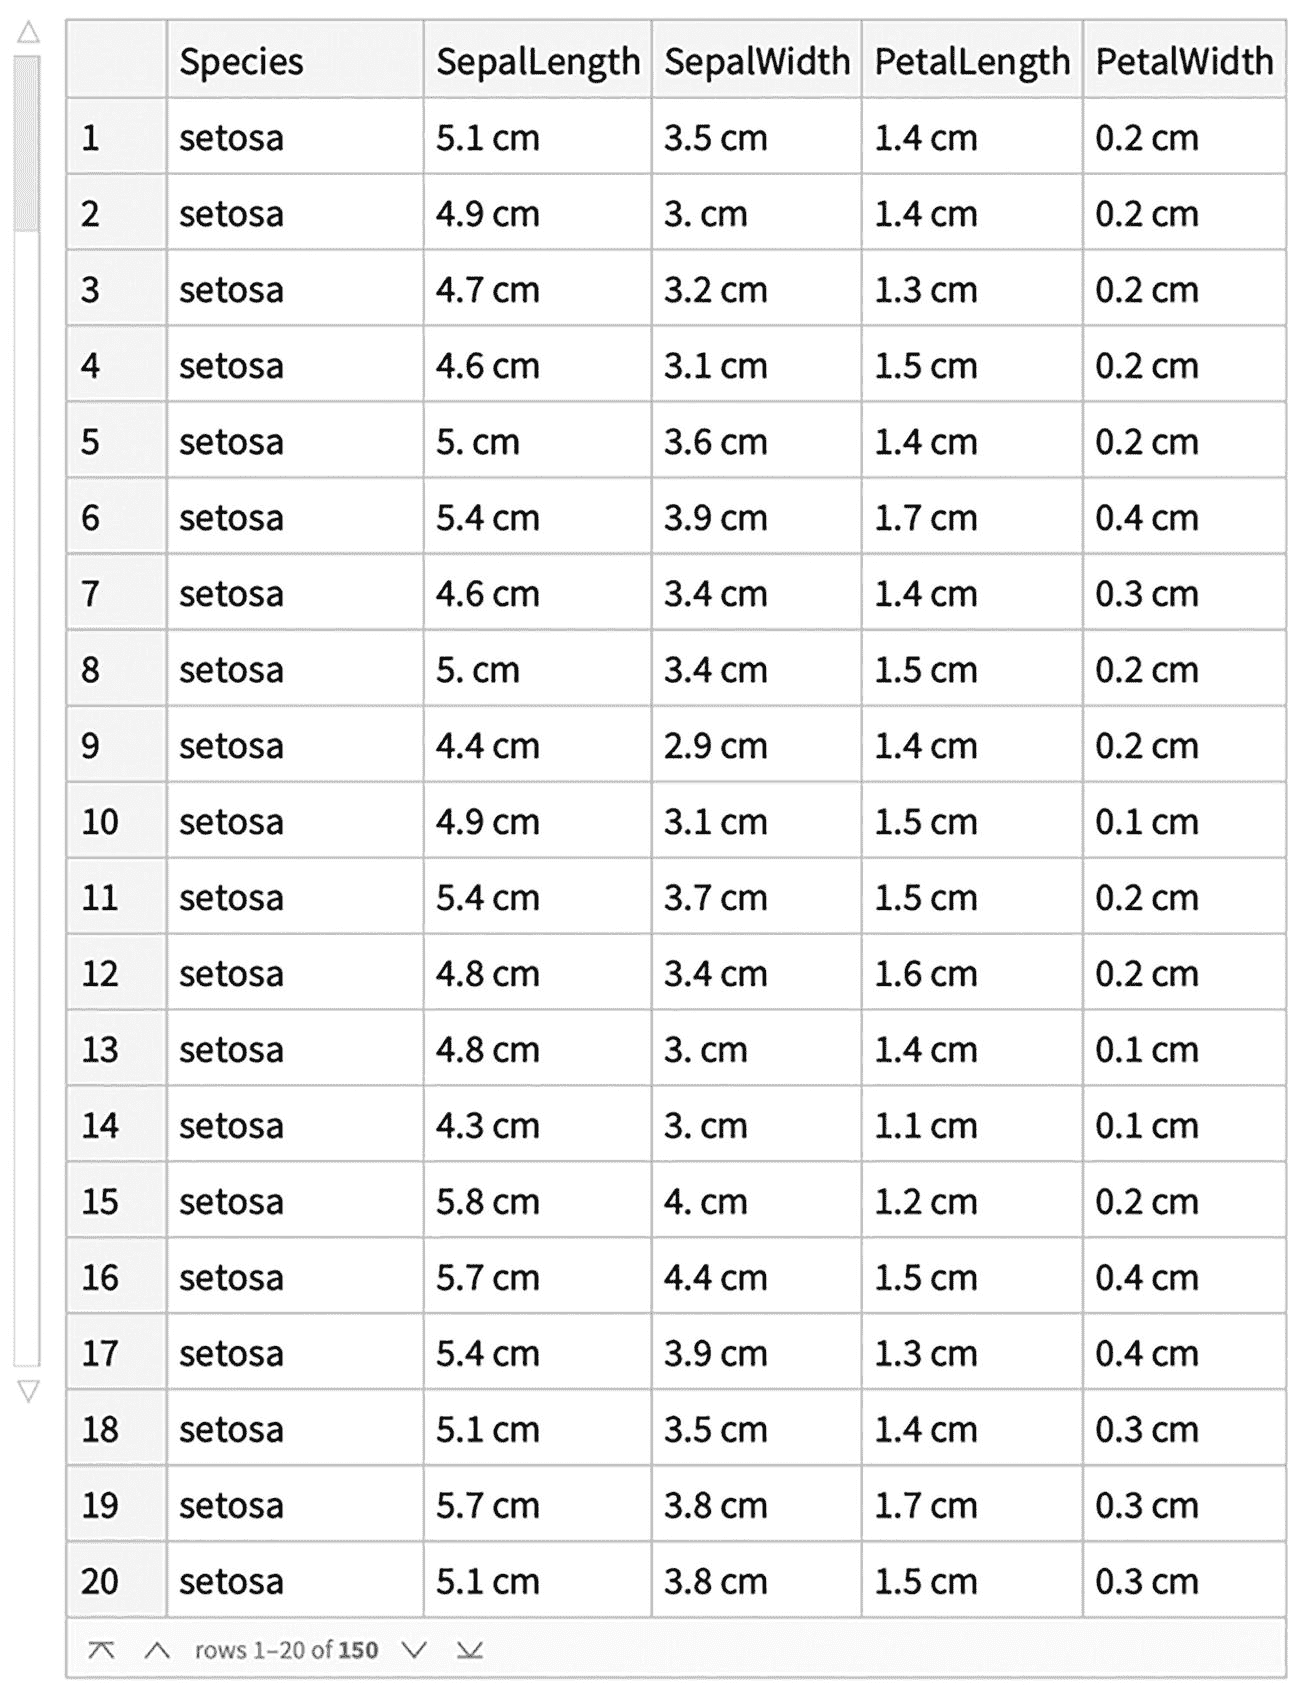 Species SepalLength SepalWidth PetalLength PetalWidth
1 setosa 5.1 cm 3.5 cm 1.4 cm 0.2 cm
2 setosa 4.9 cm 3. cm 1.4 cm 0.2 cm
3 setosa 4.7 cm 3.2 cm 1.3 cm 0.2 cm
4 setosa 4.6 cm 3.1 cm 1.5 cm 0.2 cm
5 setosa 5. cm 3.6 cm 1.4 cm 0.2 cm
6 setosa 5.4 cm 3.9 cm 1.7 cm 0.4 cm
7 setosa 4.6 cm 3.4 cm 1.4 cm 0.3 cm
8 setosa 5. cm 3.4 cm 1.5 cm 0.2 cm
9 setosa 4.4 cm 2.9 cm 1.4 cm 0.2 cm
10 setosa 4.9 cm 3.1 cm 1.5 cm 0.1 cm
11 setosa 5.4 cm 3.7 cm 1.5 cm 0.2 cm
12 setosa 4.8 cm 3.4 cm 1.6 cm 0.2 cm
13 setosa 4.8 cm 3. cm 1.4 cm 0.1 cm
14 setosa 4.3 cm 3. cm 1.1 cm 0.1 cm
15 setosa 5.8 cm 4. cm 1.2 cm 0.2 cm
16 setosa 5.7 cm 4.4 cm 1.5 cm 0.4 cm
17 setosa 5.4 cm 3.9 cm 1.3 cm 0.4 cm
18 setosa 5.1 cm 3.5 cm 1.4 cm 0.3 cm
19 setosa 5.7 cm 3.8 cm 1.7 cm 0.3 cm
20 setosa 5.1 cm 3.8 cm 1.5 cm 0.3 cm
rows 1–20 of 150